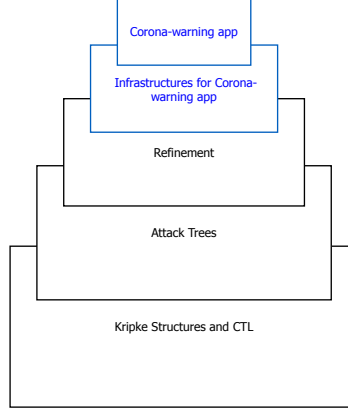 Corona-warning app
Infrastructures for Corona-
warning app
Refinement
Attack Trees
Kripke Structures and CTL